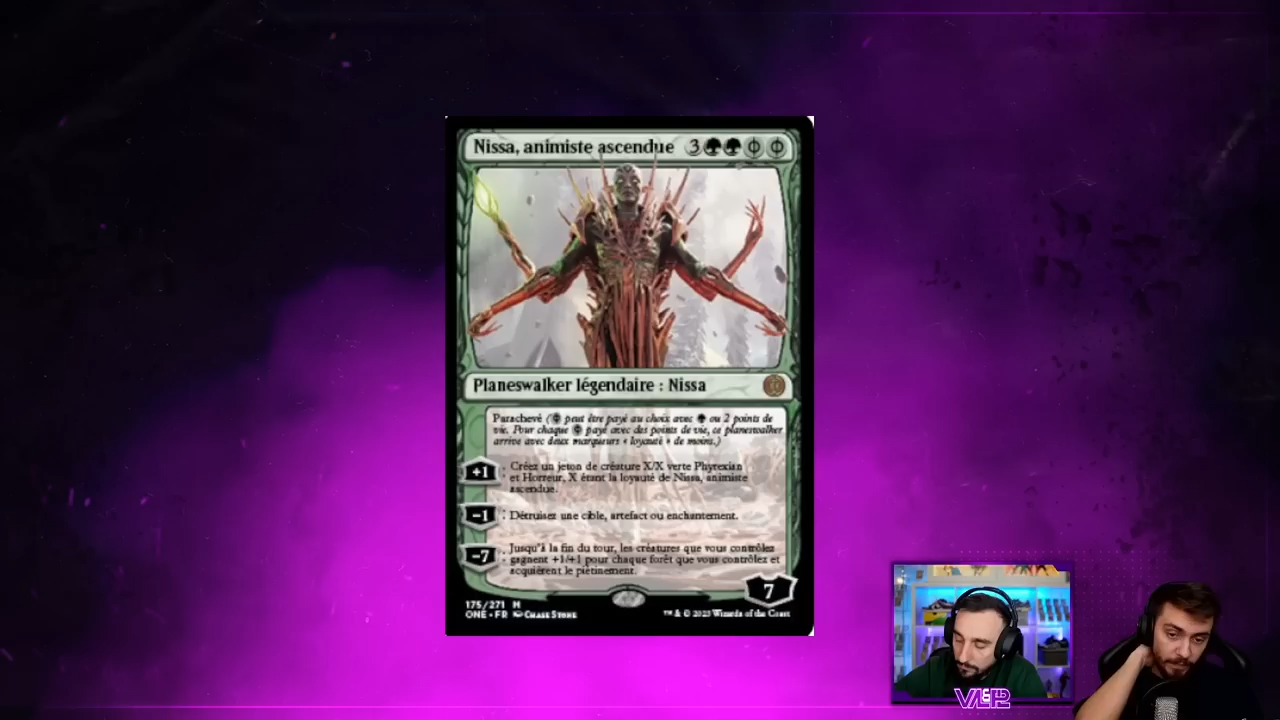 Nissa, animiste ascendue 3
Planeswalker légendaire : Nissa
Parachevé ( peut être payé au choix avec ou 2 points de
vie. Pour chaque payé avec des points de vie, ce planeswalker
arrive avec deux marqueurs « loyauté » de moins.)
+1 : Créez un jeton de créature X/X verte Phyrexian
et Horreur, X étant la loyauté de Nissa, animiste
ascendue.
-1 : Détruisez une cible, artefact ou enchantement.
-7 : Jusqu'à la fin du tour, les créatures que vous contrôlez
gagnent +1/+1 pour chaque forêt que vous contrôlez et
acquièrent le piétinement.
7
175/271 M
ONE • FR Chase Stone
™ & © 2023 Wizards of the Coast